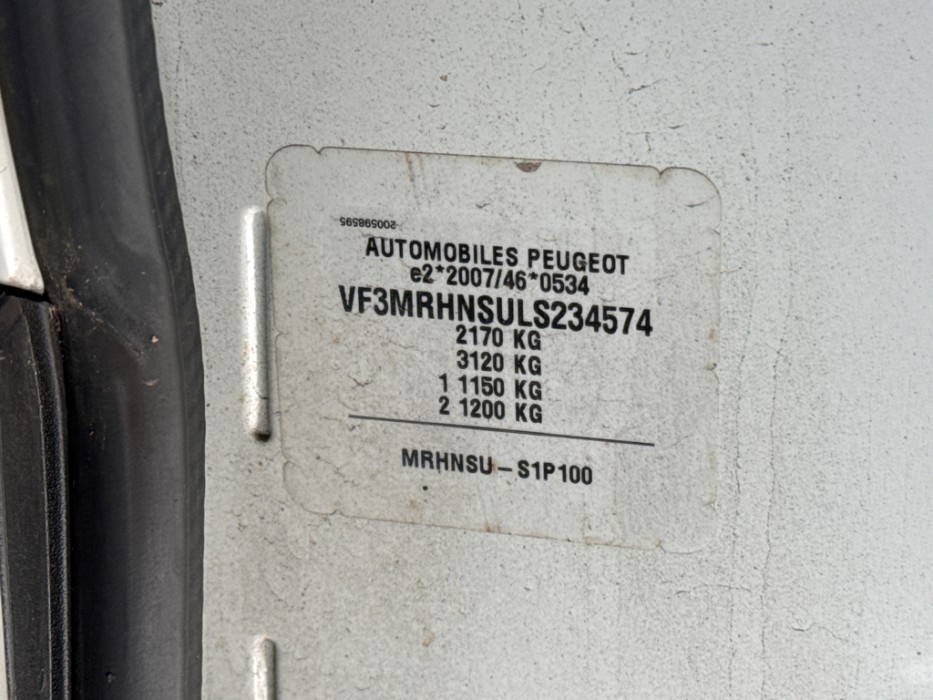 200598595
AUTOMOBILES PEUGEOT
e2*2007/46*0534
VF3MRHNSULS234574
2170 KG
3120 KG
1 1150 KG
2 1200 KG
MRHNSU – S1P100